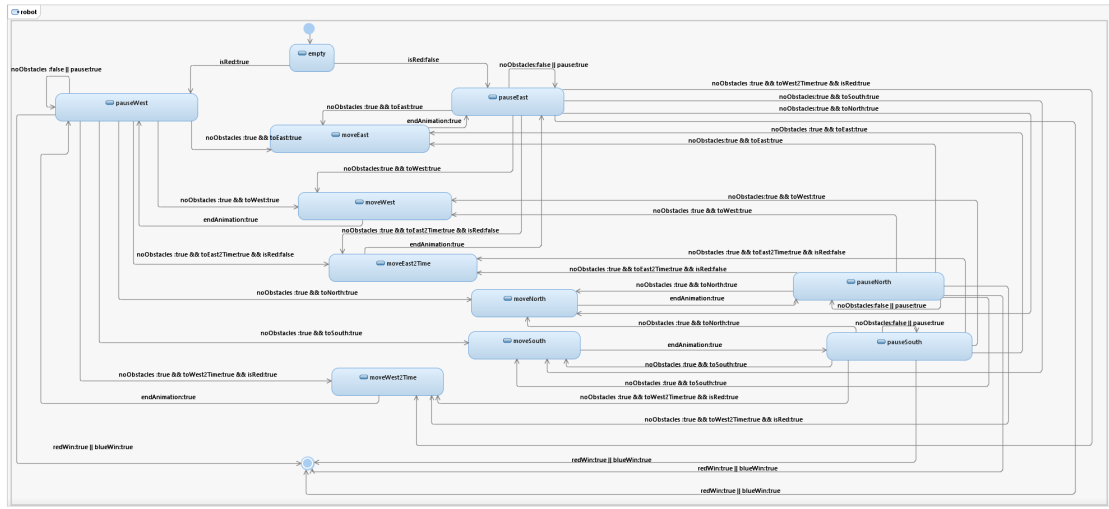 robot
empty
isRed:true
isRed:false
noObstacles :false || pause:true
noObstacles:false || pause:true
noObstacles :true && toWest2Time:true && isRed:true
pauseWest
pauseEast
noObstacles :true && toSouth:true
noObstacles :true && toEast:true
noObstacles :true && toNorth:true
endAnimation:true
moveEast
noObstacles :true && toEast:true
noObstacles :true && toEast:true
noObstacles:true && toEast:true
noObstacles:true && toWest:true
noObstacles :true && toWest:true
moveWest
noObstacles:true && toWest:true
noObstacles:true && toWest:true
endAnimation:true
noObstacles :true && toEast2Time:true && isRed:false
endAnimation:true
noObstacles :true && toEast2Time:true && isRed:false
noObstacles:true && toEast2Time:true && isRed:false
moveEast2Time
noObstacles :true && toEast2Time:true && isRed:false
pauseNorth
noObstacles :true && toNorth:true
noObstacles :true && toNorth:true
moveNorth
endAnimation:true
noObstacles:false || pause:true
noObstacles :true && toNorth:true
noObstacles:false || pause:true
noObstacles :true && toSouth:true
moveSouth
endAnimation:true
pauseSouth
noObstacles :true && toSouth:true
noObstacles :true && toWest2Time:true && isRed:true
moveWest2Time
noObstacles :true && toSouth:true
endAnimation:true
noObstacles :true && toWest2Time:true && isRed:true
noObstacles :true && toWest2Time:true && isRed:true
redWin:true || blueWin:true
redWin:true || blueWin:true
redWin:true || blueWin:true
redWin:true || blueWin:true